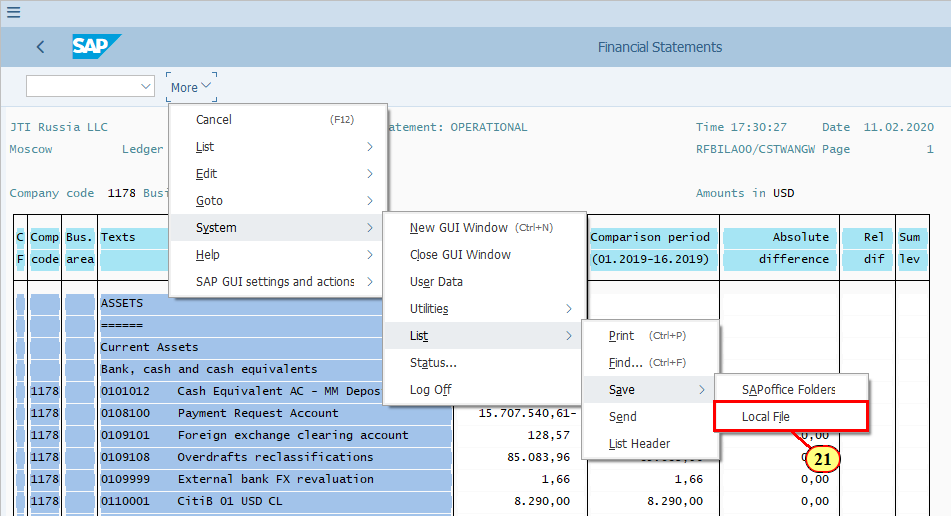 SAP
Financial Statements
More
JTI Russia LLC
atement: OPERATIONAL
Time 17:30:27 Date 11.02.2020
Moscow Ledger
RFBILA00/CSTWANGW Page 1
Company code 1178 Busi
Amounts in USD
Cancel (F12)
List
Edit
Goto
System
Help
SAP GUI settings and actions
New GUI Window (Ctrl+N)
Close GUI Window
User Data
Utilities
List
Status...
Log Off
Print (Ctrl+P)
Find... (Ctrl+F)
Save
Send
List Header
SAPoffice Folders
Local File
21
C Comp Bus. Texts Comparison period Absolute Rel Sum
F code area (01.2019-16.2019) difference dif lev
ASSETS
======
Current Assets
Bank, cash and cash equivalents
1178 0101012 Cash Equivalent AC - MM Depos
1178 0108100 Payment Request Account 15.707.540,61-
1178 0109101 Foreign exchange clearing account 128,57 0,00
1178 0109108 Overdrafts reclassifications 85.083,96
1178 0109999 External bank FX revaluation 1,66 1,66 0,00
1178 0110001 CitiB 01 USD CL 8.290,00 8.290,00 0,00